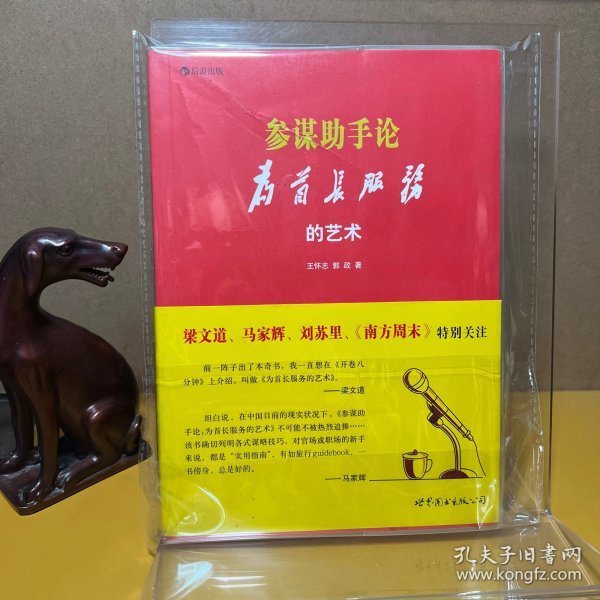 后浪出版
参谋助手论
为首长服务
的艺术
王怀志 郭 政 著
梁文道、马家辉、刘苏里、《南方周末》特别关注
前一阵子出了本奇书，我一直想在《开卷八
分钟》上介绍，叫做《为首长服务的艺术》。
——梁文道
坦白说，在中国目前的现实状况下，《参谋助
手论：为首长服务的艺术》不可能不被热烈追捧……
该书确切列明各式谋略技巧，对官场或职场的新手
来说，都是“实用指南”，有如旅行guidebook，一
书傍身，总是好的。
——马家辉
世界图书出版公司
孔夫子旧书网
www.kongfz.com